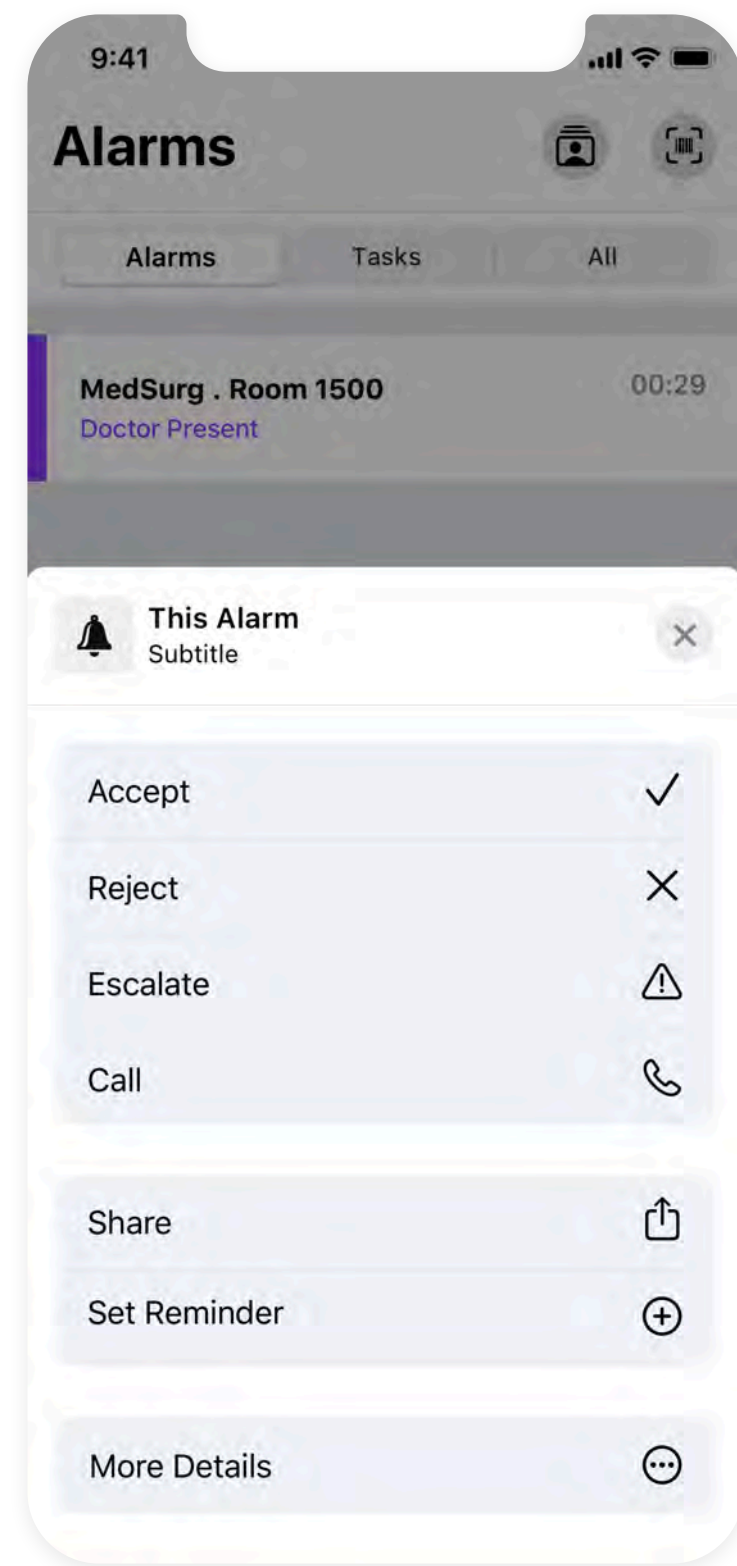 9:41
Alarms
Alarms Tasks All
MedSurg . Room 1500 00:29
Doctor Present
This Alarm
Subtitle
Accept
Reject
Escalate
Call
Share
Set Reminder
More Details